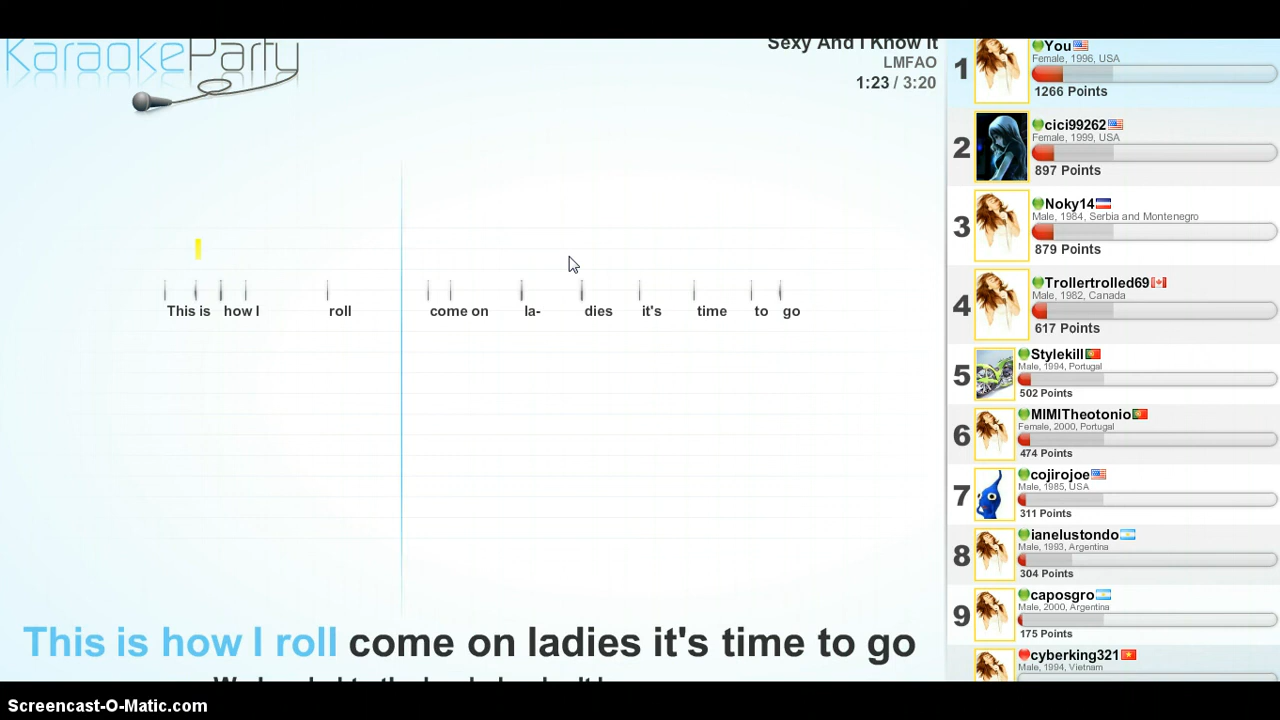 KaraokeParty
Sexy And I Know It
LMFAO
1:23 / 3:20
This is how I roll come on la- dies it's time to go
This is how I roll come on ladies it's time to go
1
You
Female, 1996, USA
1266 Points
2
cici99262
Female, 1999, USA
897 Points
3
Noky14
Male, 1984, Serbia and Montenegro
879 Points
4
Trollertrolled69
Male, 1982, Canada
617 Points
5
Stylekill
Male, 1994, Portugal
502 Points
6
MIMITheotonio
Female, 2000, Portugal
474 Points
7
cojirojoe
Male, 1985, USA
311 Points
8
ianelustondo
Male, 1993, Argentina
304 Points
9
caposgro
Male, 2000, Argentina
175 Points
cyberking321
Male, 1994, Vietnam
Screencast-O-Matic.com